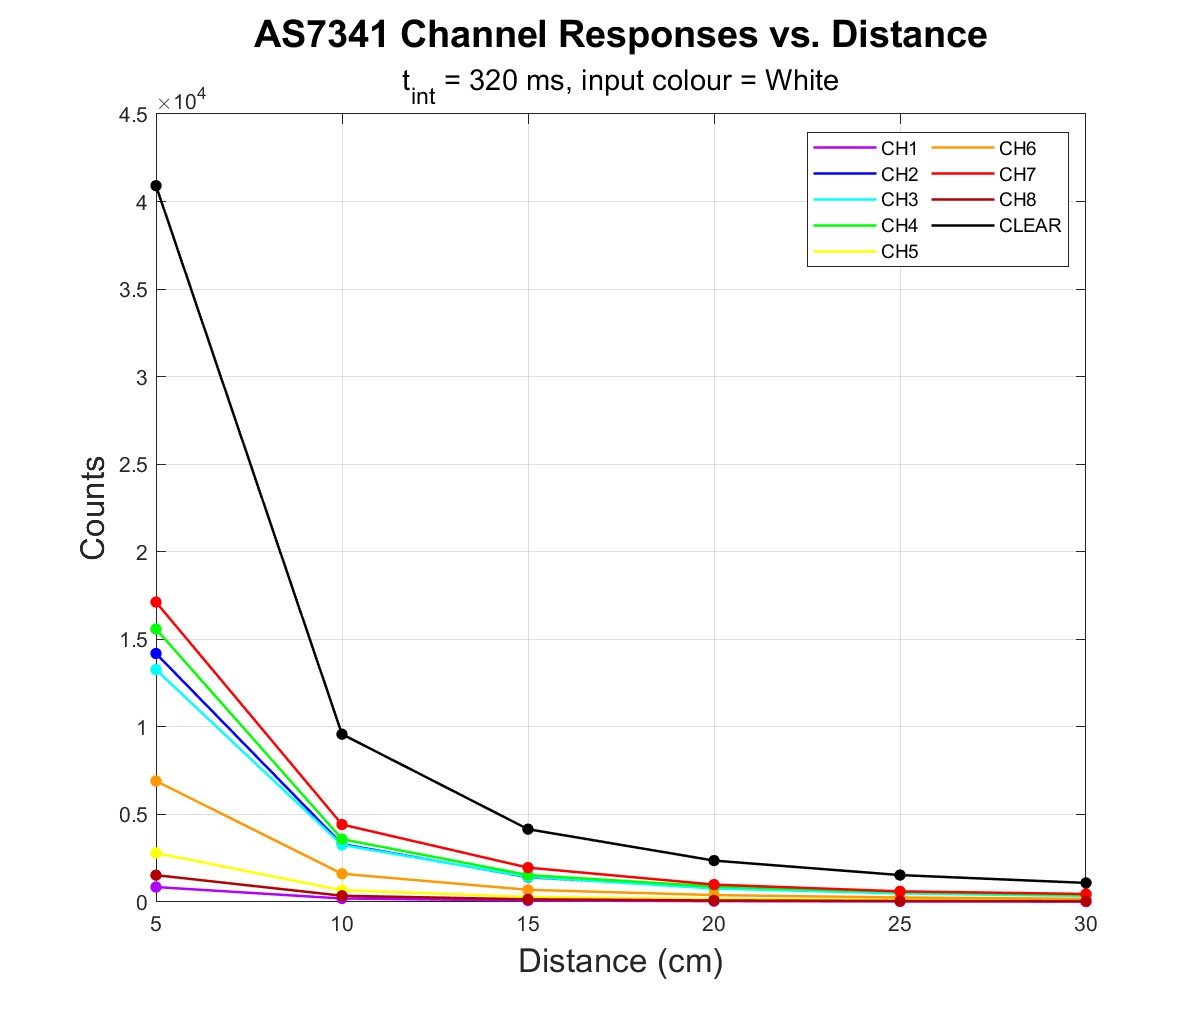 AS7341 Channel Responses vs. Distance
t_int = 320 ms, input colour = White
×10^4
4.5
4
3.5
3
2.5
2
1.5
1
0.5
0
Counts
CH1 CH6
CH2 CH7
CH3 CH8
CH4 CLEAR
CH5
5 10 15 20 25 30
Distance (cm)